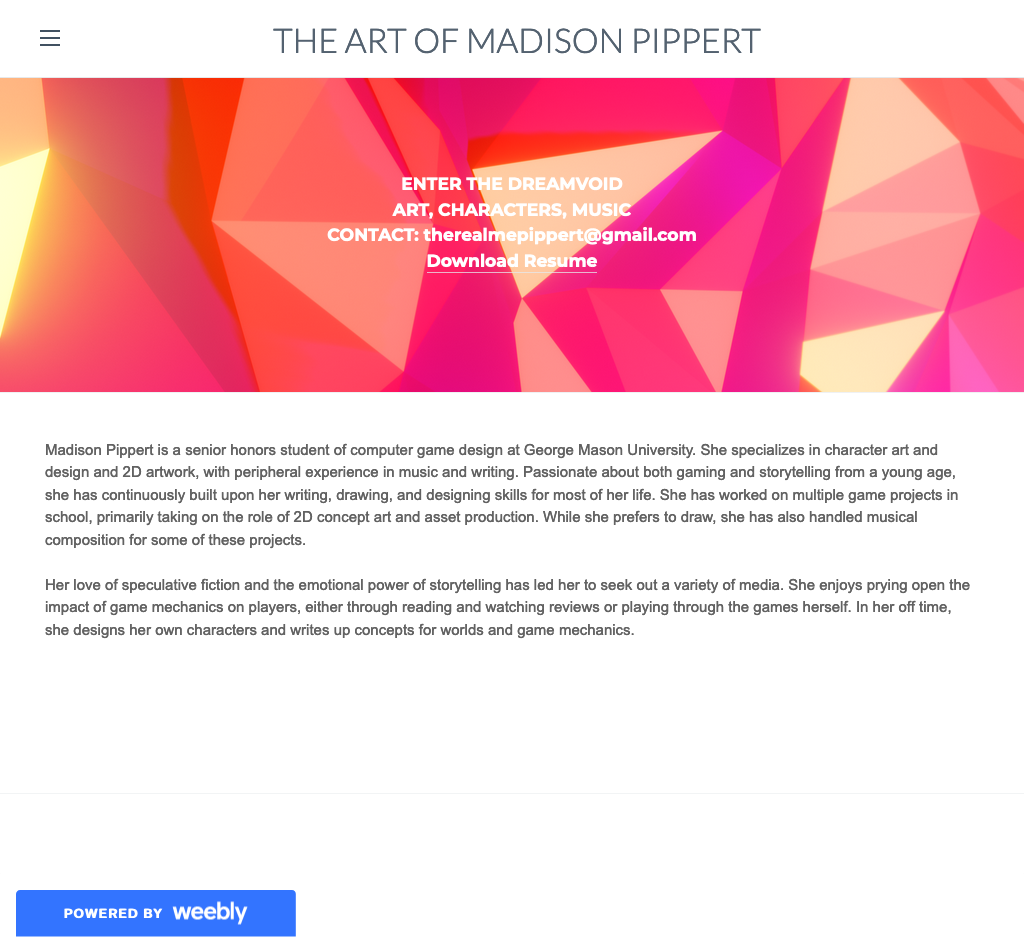 THE ART OF MADISON PIPPERT
ENTER THE DREAMVOID
ART, CHARACTERS, MUSIC
CONTACT: therealmepippert@gmail.com
Download Resume
Madison Pippert is a senior honors student of computer game design at George Mason University. She specializes in character art and
design and 2D artwork, with peripheral experience in music and writing. Passionate about both gaming and storytelling from a young age,
she has continuously built upon her writing, drawing, and designing skills for most of her life. She has worked on multiple game projects in
school, primarily taking on the role of 2D concept art and asset production. While she prefers to draw, she has also handled musical
composition for some of these projects.
Her love of speculative fiction and the emotional power of storytelling has led her to seek out a variety of media. She enjoys prying open the
impact of game mechanics on players, either through reading and watching reviews or playing through the games herself. In her off time,
she designs her own characters and writes up concepts for worlds and game mechanics.
POWERED BY weebly